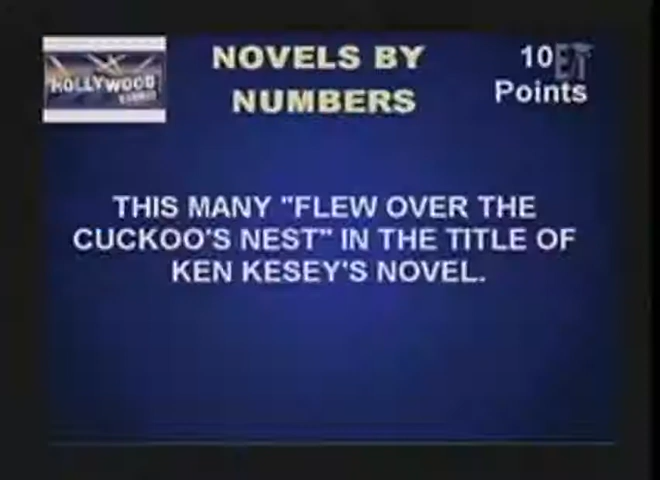 HOLLYWOOD
NOVELS BY
NUMBERS
10
Points
THIS MANY "FLEW OVER THE
CUCKOO'S NEST" IN THE TITLE OF
KEN KESEY'S NOVEL.